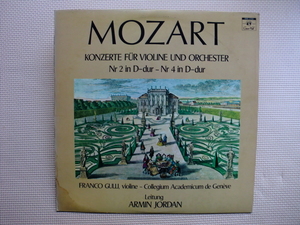 MOZART
KONZERTE FÜR VIOLINE UND ORCHESTER
Nr 2 in D-dur - Nr 4 in D-dur
FRANCO GULLI, violine - Collegium Academicum de Genève
Leitung
ARMIN JORDAN